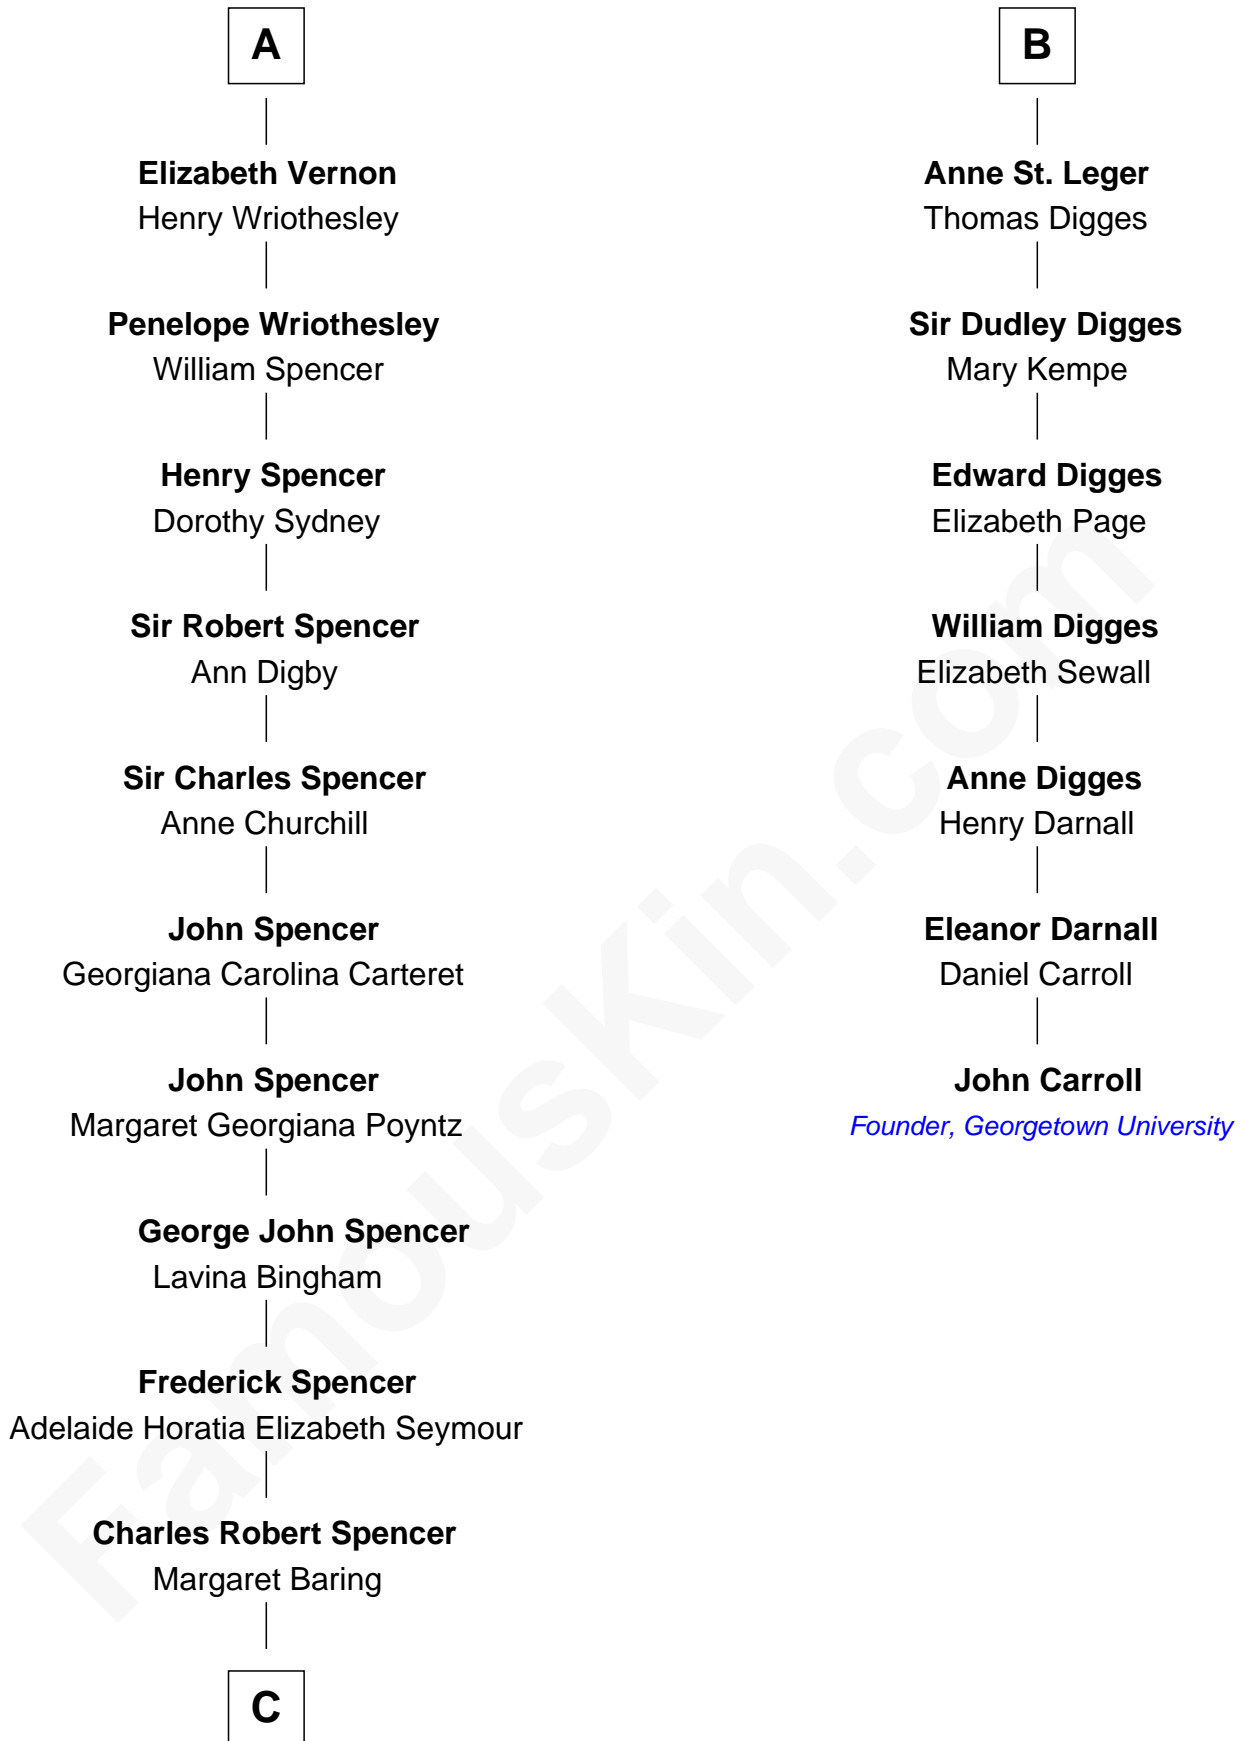 A
Elizabeth Vernon
Henry Wriothesley
Penelope Wriothesley
William Spencer
Henry Spencer
Dorothy Sydney
Sir Robert Spencer
Ann Digby
Sir Charles Spencer
Anne Churchill
John Spencer
Georgiana Carolina Carteret
John Spencer
Margaret Georgiana Poyntz
George John Spencer
Lavina Bingham
Frederick Spencer
Adelaide Horatia Elizabeth Seymour
Charles Robert Spencer
Margaret Baring
C
B
Anne St. Leger
Thomas Digges
Sir Dudley Digges
Mary Kempe
Edward Digges
Elizabeth Page
William Digges
Elizabeth Sewall
Anne Digges
Henry Darnall
Eleanor Darnall
Daniel Carroll
John Carroll
Founder, Georgetown University
FamousKin.com